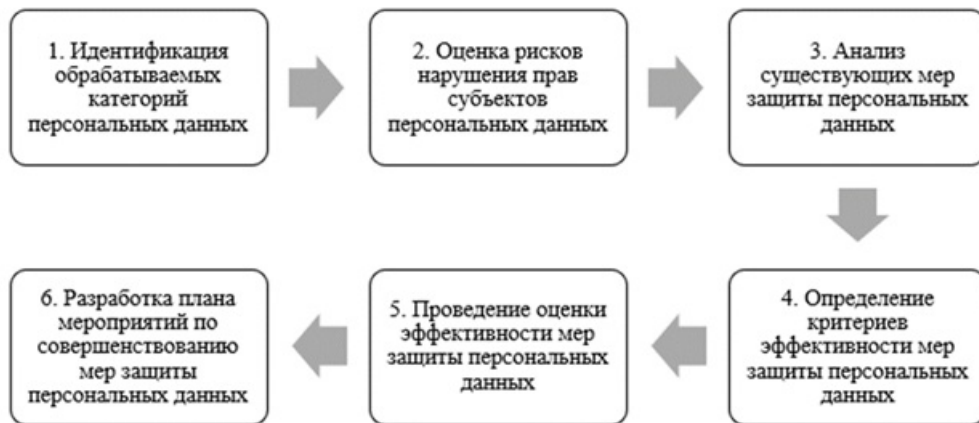 1. Идентификация
обрабатываемых
категорий
персональных данных
2. Оценка рисков
нарушения прав
субъектов
персональных данных
3. Анализ
существующих мер
защиты персональных
данных
4. Определение
критериев
эффективности мер
защиты персональных
данных
5. Проведение оценки
эффективности мер
защиты персональных
данных
6. Разработка плана
мероприятий по
совершенствованию
мер защиты
персональных данных